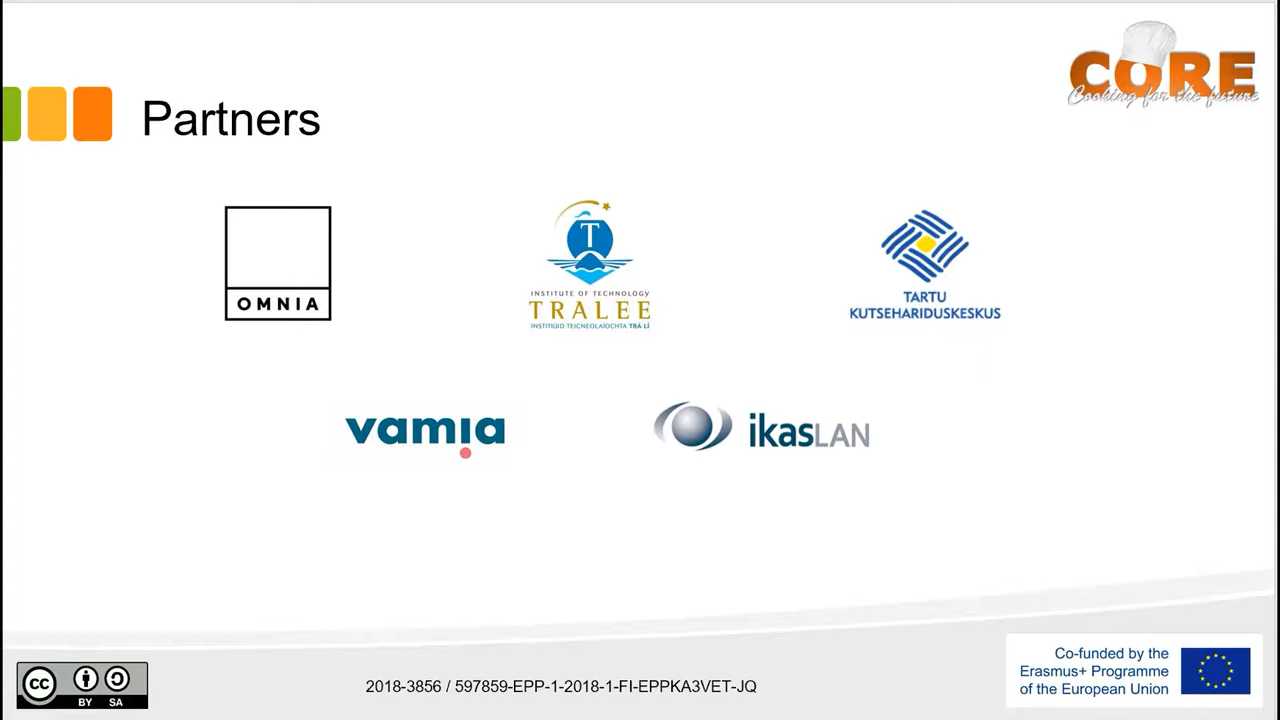 CORE
Cooking for the future
Partners
OMNIA
T
INSTITUTE OF TECHNOLOGY
TRALEE
INSTITIÚID TEICNEOLAÍOCHTA TRÁ LÍ
TARTU
KUTSEHARIDUSKESKUS
vamia
ikasLAN
cc
BY SA
2018-3856 / 597859-EPP-1-2018-1-FI-EPPKA3VET-JQ
Co-funded by the
Erasmus+ Programme
of the European Union